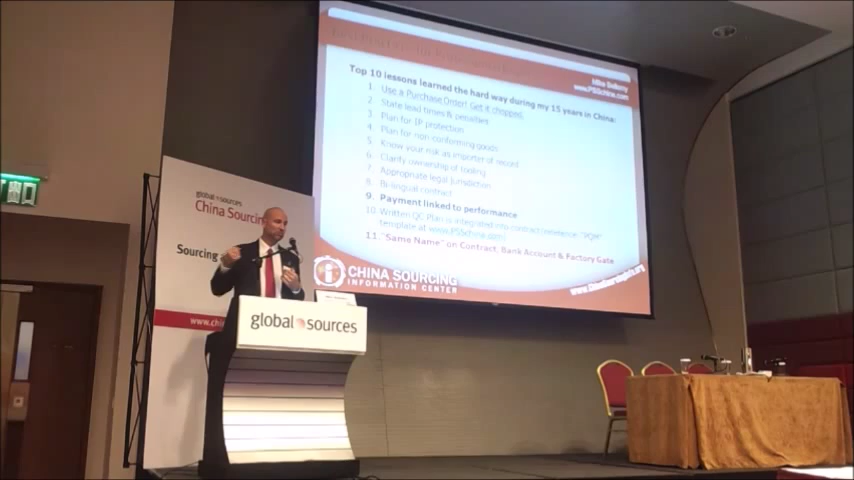 Mike Bellamy
www.PSSchina.com
Top 10 lessons learned the hard way during my 15 years in China:
1. Use a Purchase Order! Get it chopped.
2. State lead times & penalties
3. Plan for IP protection
4. Plan for non-conforming goods
5. Know your risk as importer of record
6. Clarify ownership of tooling
7. Appropriate legal jurisdiction
8. Bi-lingual contract
9. Payment linked to performance
10. Written QC Plan is integrated into contract
template at www.PSSchina.com)
11. "Same Name" on Contract, Bank Account & Factory Gate
CHINA SOURCING
INFORMATION CENTER
global sources
China Sourcing
Sourcing
www.chin
global sources